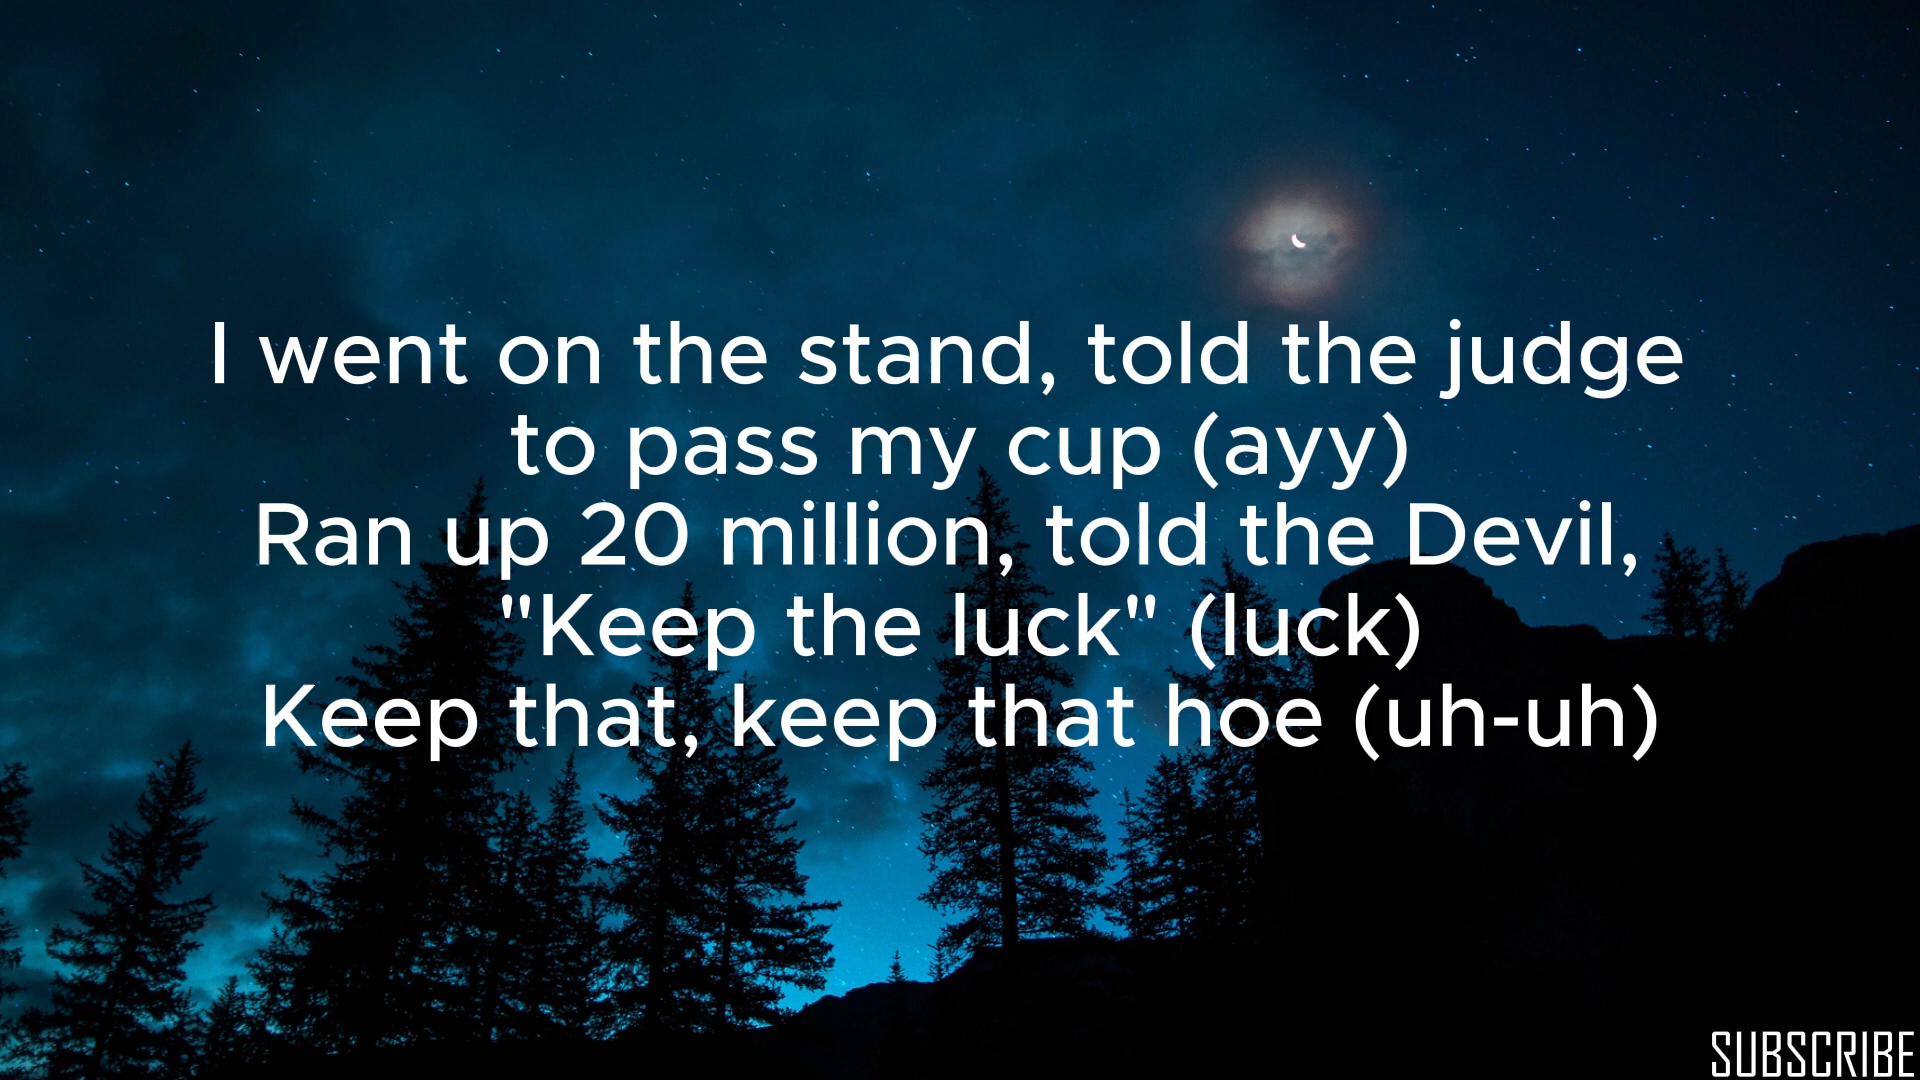 I went on the stand, told the judge
to pass my cup (ayy)
Ran up 20 million, told the Devil,
"Keep the luck" (luck)
Keep that, keep that hoe (uh-uh)
SUBSCRIBE